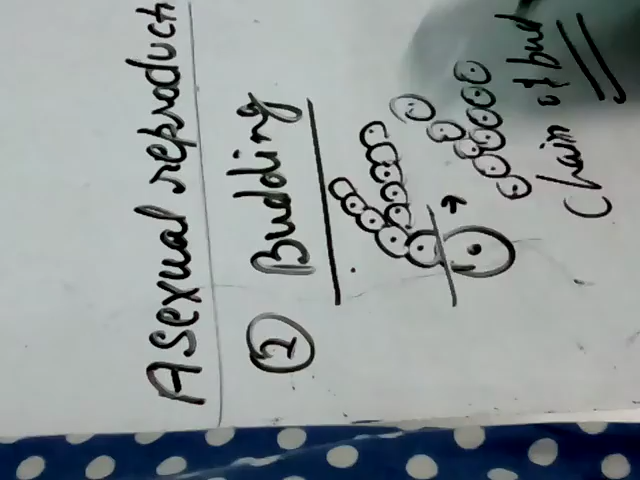 Asexual reproduct
② Budding
Chain of bud